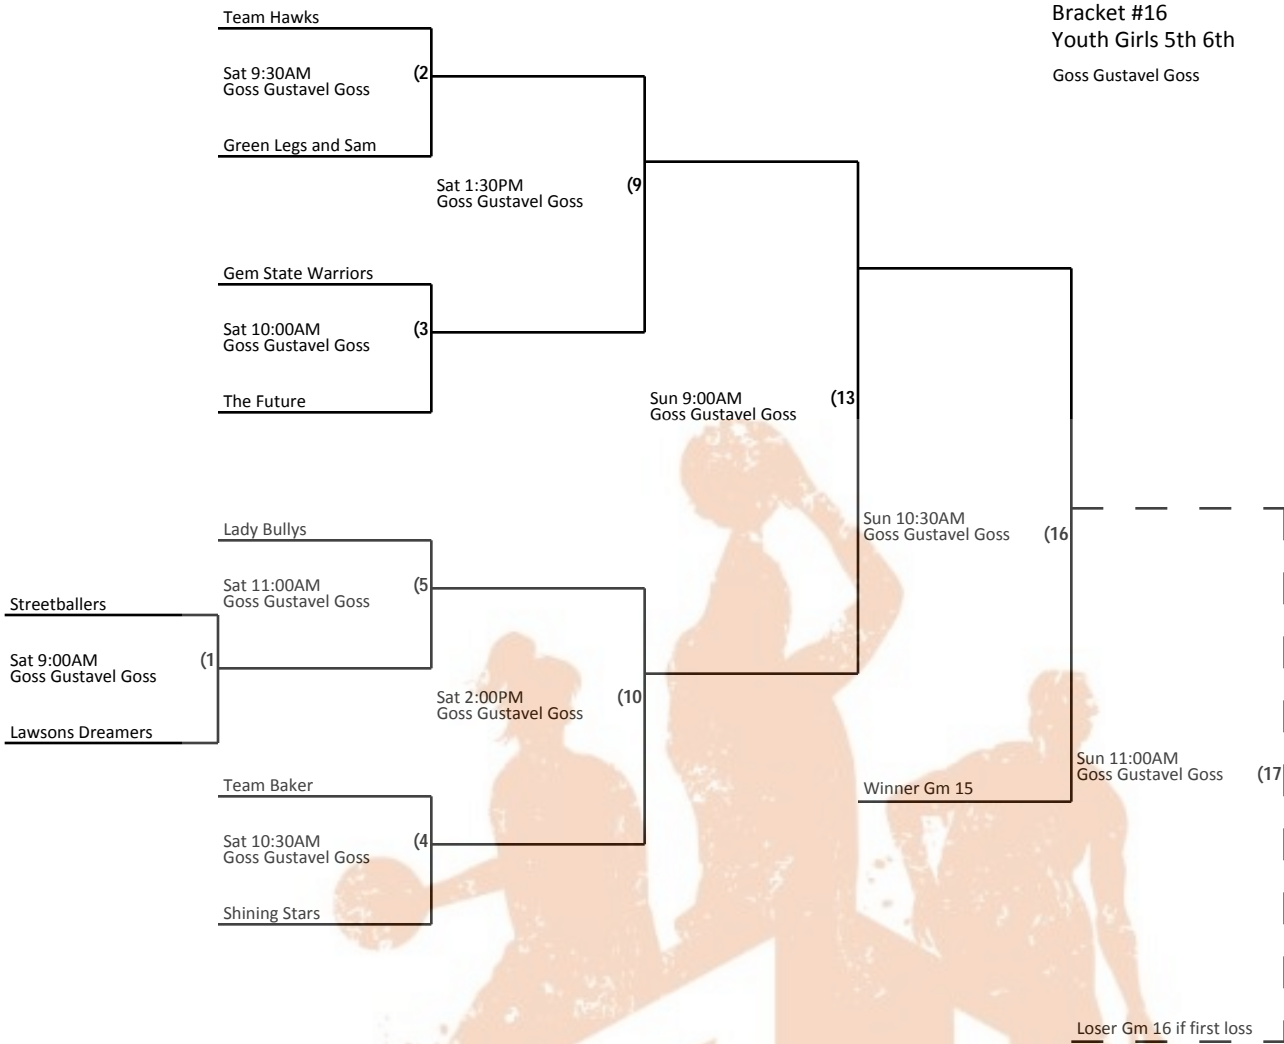 Bracket #16
Youth Girls 5th 6th
Goss Gustavel Goss
Team Hawks
Sat 9:30AM
Goss Gustavel Goss
(2
Green Legs and Sam
Sat 1:30PM
Goss Gustavel Goss
(9
Gem State Warriors
Sat 10:00AM
Goss Gustavel Goss
(3
The Future
Sun 9:00AM
Goss Gustavel Goss
(13
Lady Bullys
Sat 11:00AM
Goss Gustavel Goss
(5
Sun 10:30AM
Goss Gustavel Goss
(16
Streetballers
Sat 9:00AM
Goss Gustavel Goss
(1
Lawsons Dreamers
Sat 2:00PM
Goss Gustavel Goss
(10
Team Baker
Sat 10:30AM
Goss Gustavel Goss
(4
Shining Stars
Winner Gm 15
Sun 11:00AM
Goss Gustavel Goss
(17
Loser Gm 16 if first loss